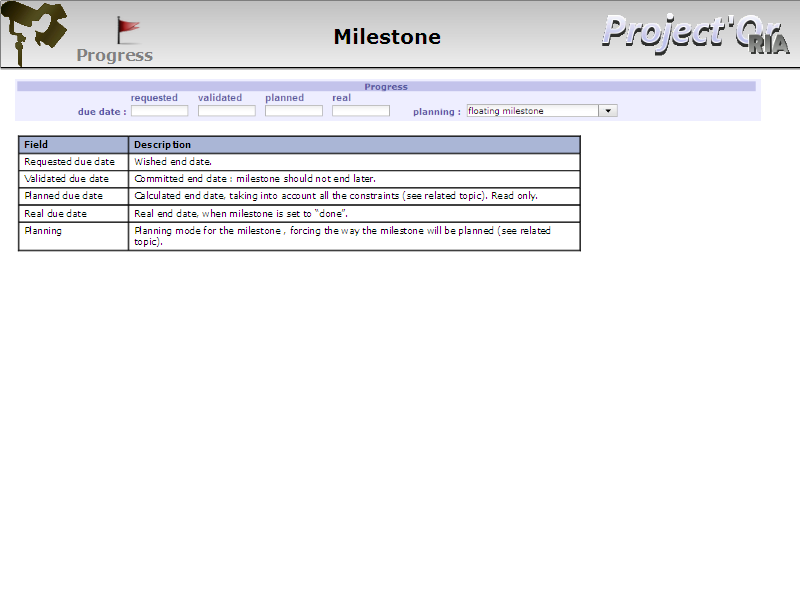 Milestone
Progress
Project'Or
RIA
Progress
requested validated planned real
due date : planning : floating milestone
Field Description
Requested due date Wished end date.
Validated due date Committed end date : milestone should not end later.
Planned due date Calculated end date, taking into account all the constraints (see related topic). Read only.
Real due date Real end date, when milestone is set to "done".
Planning Planning mode for the milestone , forcing the way the milestone will be planned (see related
topic).